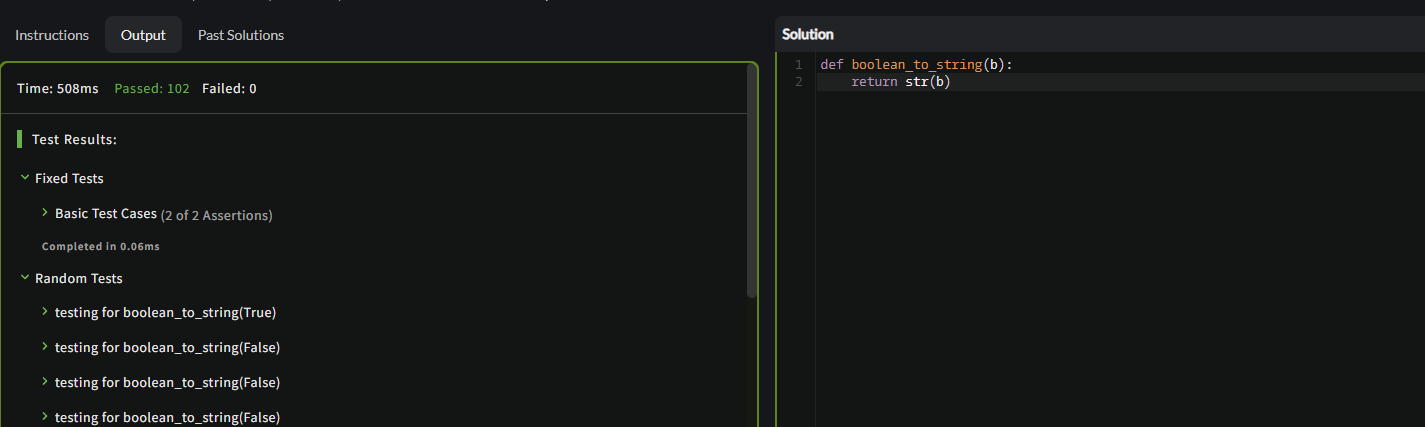 Instructions Output Past Solutions
Time: 508ms Passed: 102 Failed: 0
Test Results:
Fixed Tests
Basic Test Cases (2 of 2 Assertions)
Completed in 0.06ms
Random Tests
testing for boolean_to_string(True)
testing for boolean_to_string(False)
testing for boolean_to_string(False)
testing for boolean_to_string(False)
Solution
1 def boolean_to_string(b):
2 return str(b)